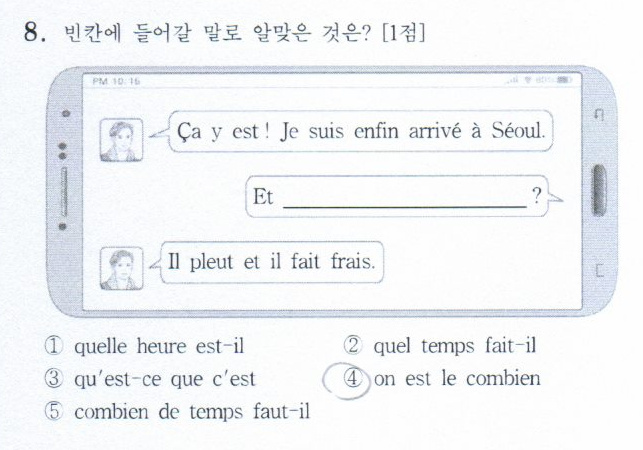 8. 빈칸에 들어갈 말로 알맞은 것은? [1점]
PM 10:15
Ça y est ! Je suis enfin arrivé à Séoul.
Et ____________________ ?
Il pleut et il fait frais.
① quelle heure est-il ② quel temps fait-il
③ qu'est-ce que c'est ④ on est le combien
⑤ combien de temps faut-il